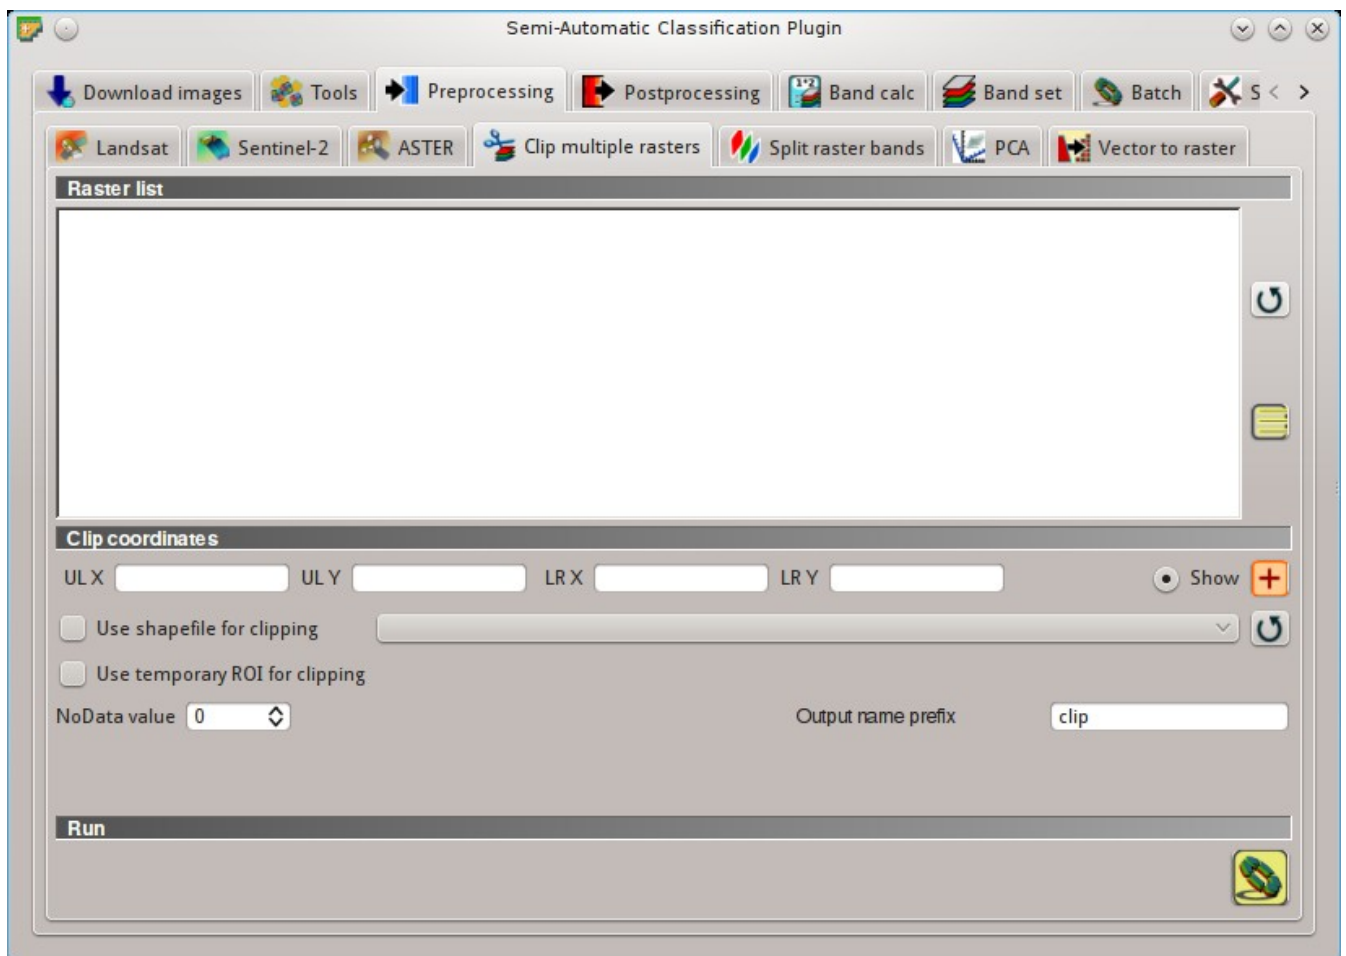 Semi-Automatic Classification Plugin
Download images Tools Preprocessing Postprocessing Band calc Band set Batch S
Landsat Sentinel-2 ASTER Clip multiple rasters Split raster bands PCA Vector to raster
Raster list
Clip coordinates
UL X UL Y LR X LR Y Show
Use shapefile for clipping
Use temporary ROI for clipping
NoData value 0 Output name prefix clip
Run